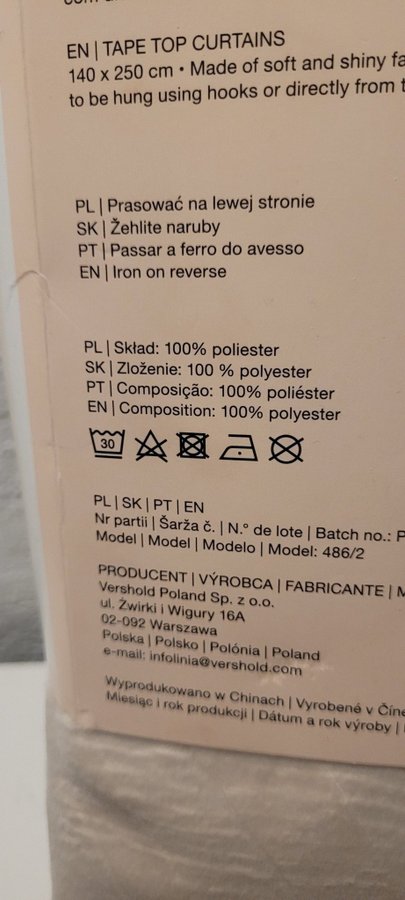 EN | TAPE TOP CURTAINS
140 x 250 cm • Made of soft and shiny
to be hung using hooks or directly from
PL | Prasować na lewej stronie
SK | Žehlite naruby
PT | Passar a ferro do avesso
EN | Iron on reverse
PL | Skład: 100% poliester
SK | Zloženie: 100 % polyester
PT | Composição: 100% poliéster
EN | Composition: 100% polyester
30
PL | SK | PT | EN
Nr partii | Šarža č. | N.° de lote | Batch no.:
Model | Model | Modelo | Model: 486/2
PRODUCENT | VÝROBCA | FABRICANTE |
Vershold Poland Sp. z o.o.
ul. Żwirki i Wigury 16A
02-092 Warszawa
Polska | Poľsko | Polónia | Poland
e-mail: infolinia@vershold.com
Wyprodukowano w Chinach | Vyrobené v Číne
Miesiąc i rok produkcji | Dátum a rok výroby |